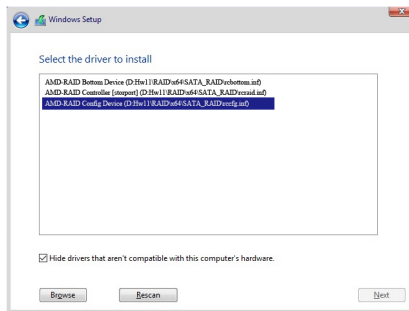 Windows Setup
Select the driver to install
AMD-RAID Bottom Device (D:Hw11\RAID\x64\SATA_RAID\rcbottom.inf)
AMD-RAID Controller [storport] (D:Hw11\RAID\x64\SATA_RAID\rcraid.inf)
AMD-RAID Config Device (D:Hw11\RAID\x64\SATA_RAID\rccfg.inf)
Hide drivers that aren't compatible with this computer's hardware.
Browse Rescan Next